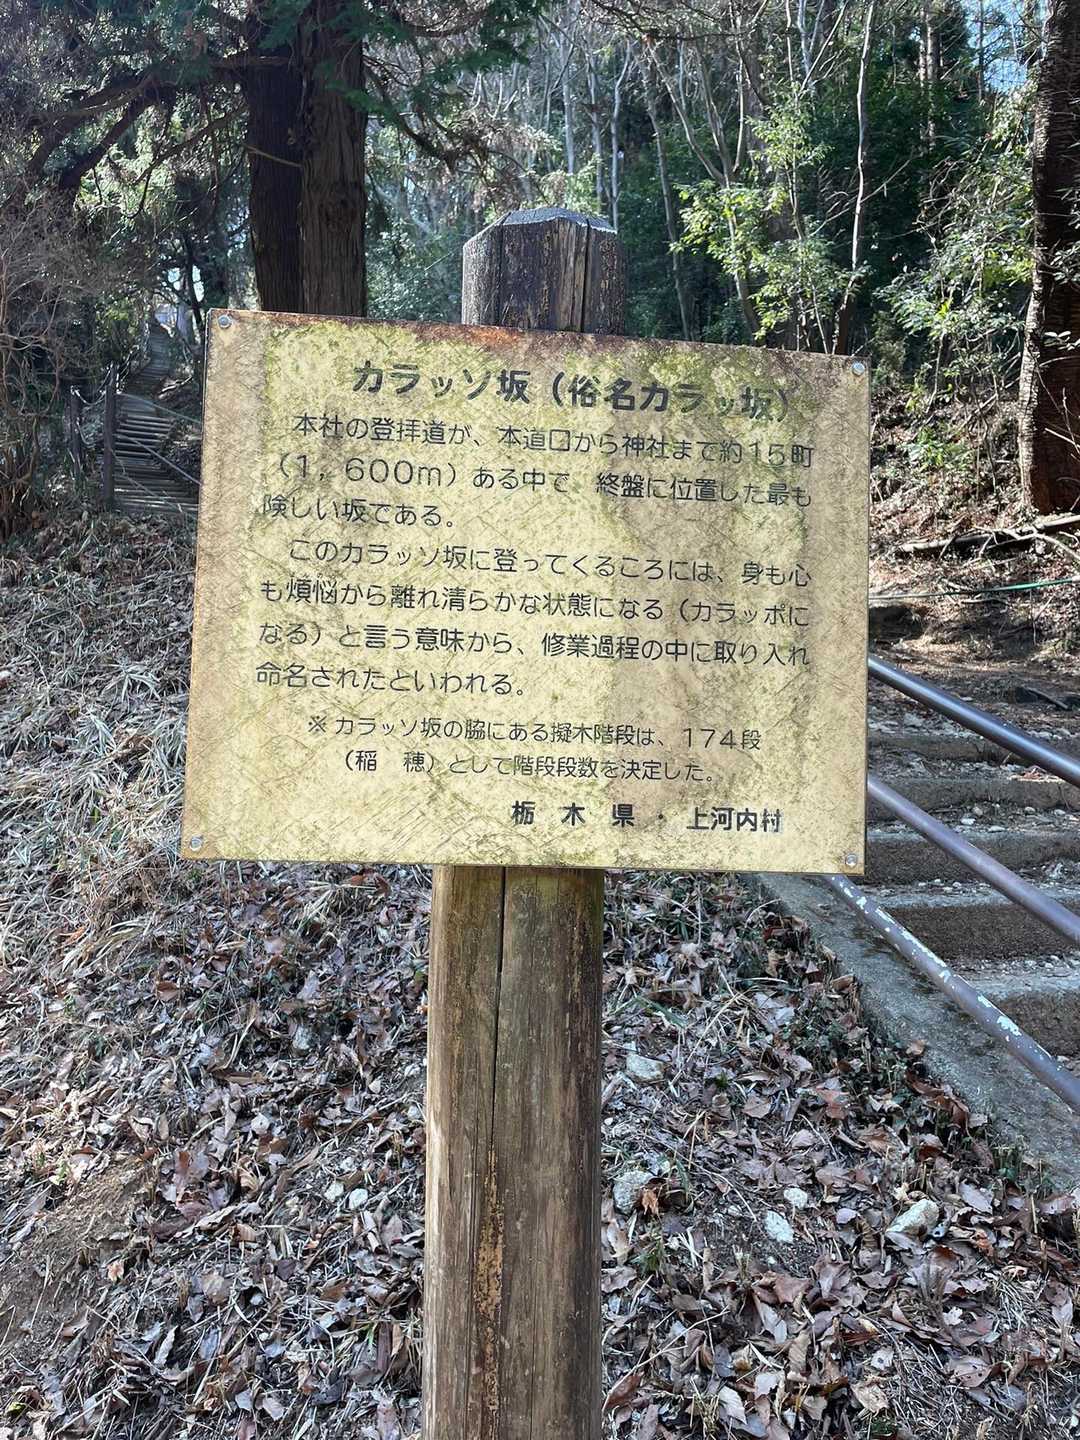 カラッソ坂（俗名カラッ坂）
本社の登拝道が、本道口から神社まで約15町
（1，600m）ある中で、終盤に位置した最も
険しい坂である。
このカラッソ坂に登ってくるころには、身も心
も煩悩から離れ清らかな状態になる（カラッポに
なる）と言う意味から、修業過程の中に取り入れ
命名されたといわれる。
※カラッソ坂の脇にある擬木階段は、174段
（稲　穂）として階段段数を決定した。
栃木県・上河内村